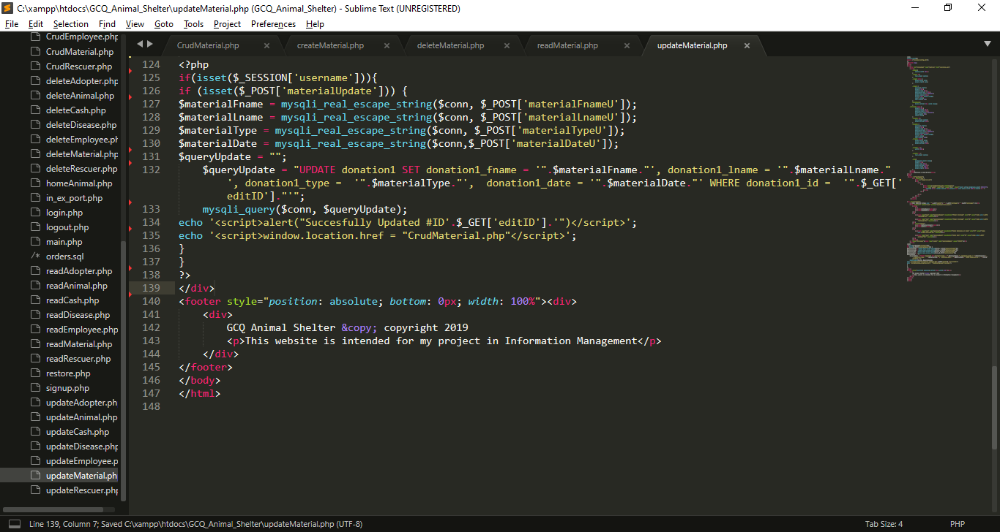 C:\xampp\htdocs\GCQ_Animal_Shelter\updateMaterial.php (GCQ_Animal_Shelter) - Sublime Text (UNREGISTERED)
File Edit Selection Find View Goto Tools Project Preferences Help
CrudEmployee.php
CrudMaterial.php
CrudRescuer.php
deleteAdopter.php
deleteAnimal.php
deleteCash.php
deleteDisease.php
deleteEmployee.ph
deleteMaterial.php
deleteRescuer.php
homeAnimal.php
in_ex_port.php
login.php
logout.php
main.php
/* orders.sql
readAdopter.php
readAnimal.php
readCash.php
readDisease.php
readEmployee.php
readMaterial.php
readRescuer.php
restore.php
signup.php
updateAdopter.ph
updateAnimal.php
updateCash.php
updateDisease.php
updateEmployee.p
updateMaterial.ph
updateRescuer.php
CrudMaterial.php × createMaterial.php × deleteMaterial.php × readMaterial.php × updateMaterial.php ×
124 <?php
125 if(isset($_SESSION['username'])){
126 if (isset($_POST['materialUpdate'])) {
127 $materialFname = mysqli_real_escape_string($conn, $_POST['materialFnameU']);
128 $materialLname = mysqli_real_escape_string($conn, $_POST['materialLnameU']);
129 $materialType = mysqli_real_escape_string($conn, $_POST['materialTypeU']);
130 $materialDate = mysqli_real_escape_string($conn,$_POST['materialDateU']);
131 $queryUpdate = "";
132 $queryUpdate = "UPDATE donation1 SET donation1_fname = '".$materialFname."', donation1_lname = '".$materialLname."
', donation1_type =  '".$materialType."',  donation1_date = '".$materialDate."' WHERE donation1_id =  '".$_GET['
editID']."'";
133 mysqli_query($conn, $queryUpdate);
134 echo '<script>alert("Succesfully Updated #ID'.$_GET['editID'].'")</script>';
135 echo '<script>window.location.href = "CrudMaterial.php"</script>';
136 }
137 }
138 ?>
139 </div>
140 <footer style="position: absolute; bottom: 0px; width: 100%"><div>
141 <div>
142 GCQ Animal Shelter &copy; copyright 2019
143 <p>This website is intended for my project in Information Management</p>
144 </div>
145 </footer>
146 </body>
147 </html>
148
Line 139, Column 7; Saved C:\xampp\htdocs\GCQ_Animal_Shelter\updateMaterial.php (UTF-8) Tab Size: 4 PHP